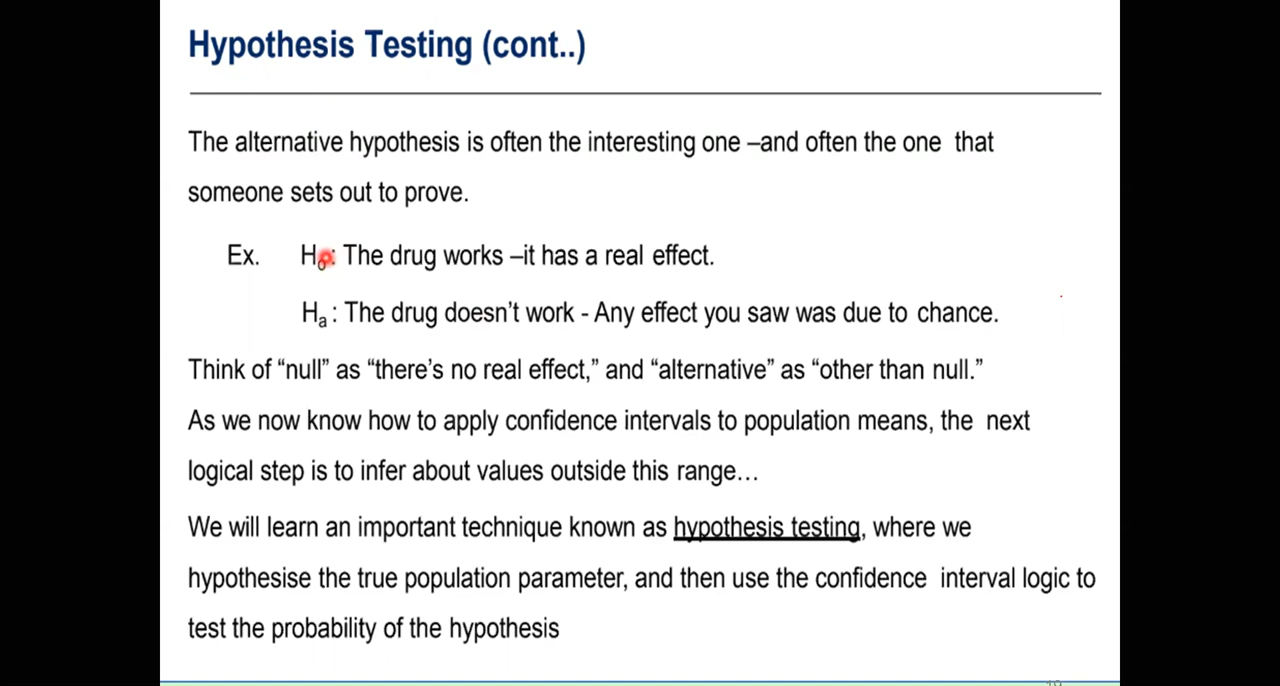 Hypothesis Testing (cont..)
The alternative hypothesis is often the interesting one –and often the one that
someone sets out to prove.
Ex. H₀: The drug works –it has a real effect.
Hₐ : The drug doesn’t work - Any effect you saw was due to chance.
Think of “null” as “there’s no real effect,” and “alternative” as “other than null.”
As we now know how to apply confidence intervals to population means, the next
logical step is to infer about values outside this range…
We will learn an important technique known as hypothesis testing, where we
hypothesise the true population parameter, and then use the confidence interval logic to
test the probability of the hypothesis